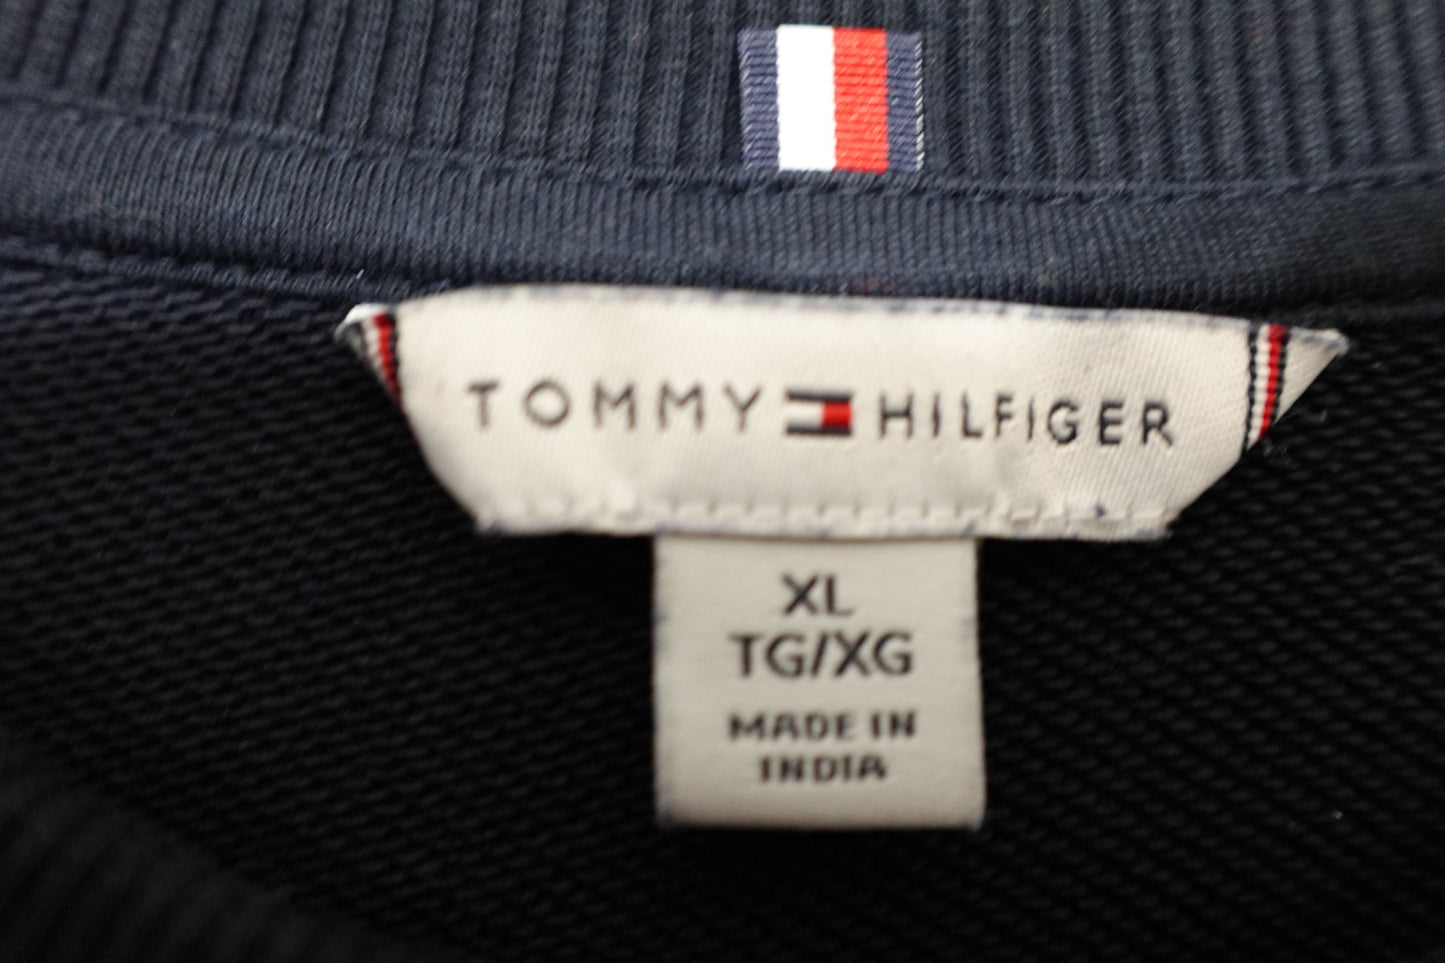 TOMMY HILFIGER
XL
TG/XG
MADE IN
INDIA